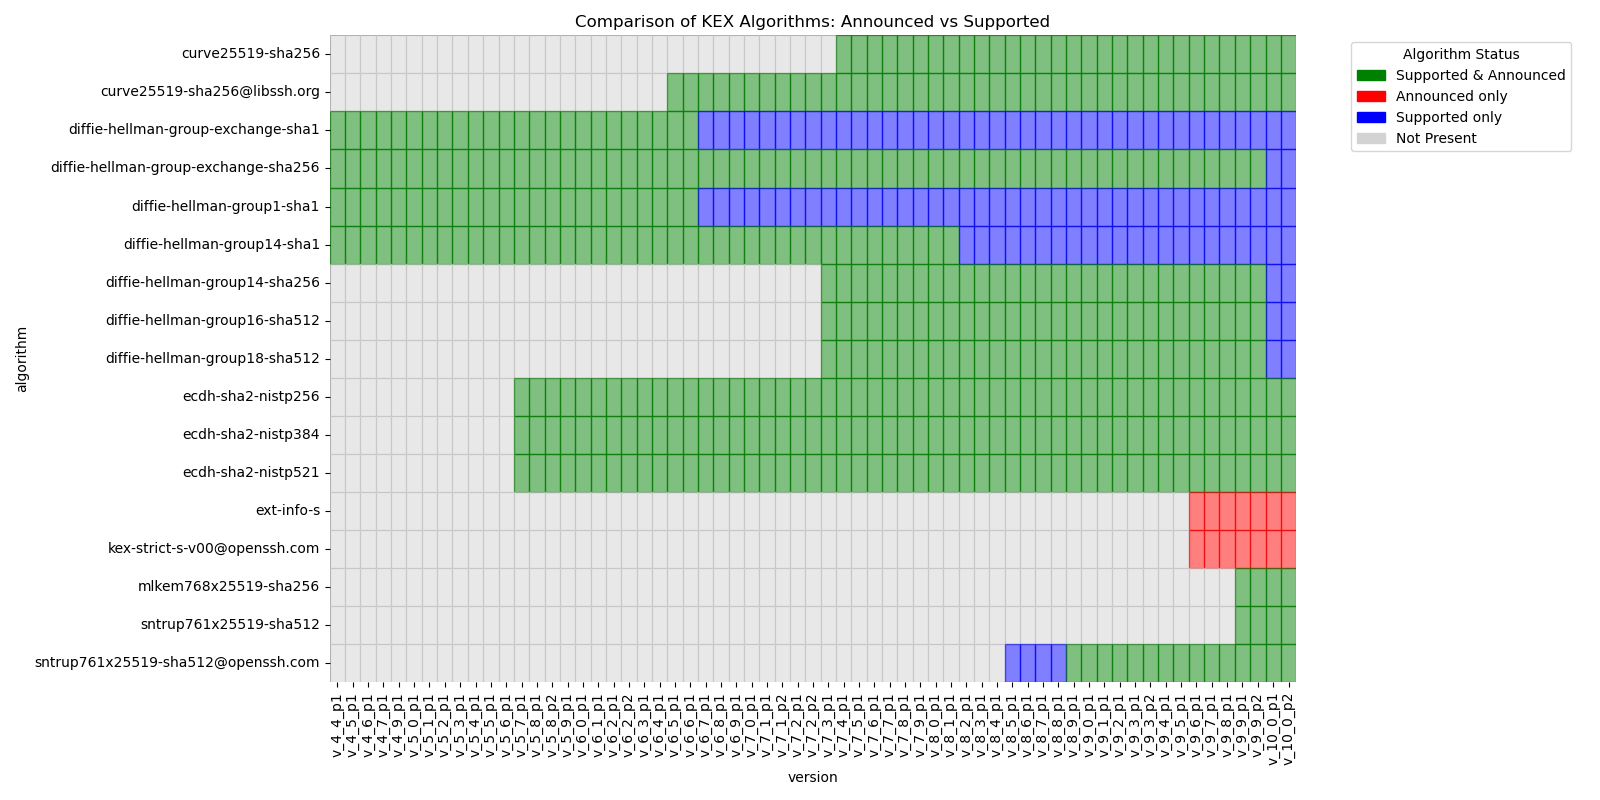 Comparison of KEX Algorithms: Announced vs Supported
Algorithm Status
Supported & Announced
Announced only
Supported only
Not Present
algorithm
curve25519-sha256
curve25519-sha256@libssh.org
diffie-hellman-group-exchange-sha1
diffie-hellman-group-exchange-sha256
diffie-hellman-group1-sha1
diffie-hellman-group14-sha1
diffie-hellman-group14-sha256
diffie-hellman-group16-sha512
diffie-hellman-group18-sha512
ecdh-sha2-nistp256
ecdh-sha2-nistp384
ecdh-sha2-nistp521
ext-info-s
kex-strict-s-v00@openssh.com
mlkem768x25519-sha256
sntrup761x25519-sha512
sntrup761x25519-sha512@openssh.com
v_4_4_p1
v_4_5_p1
v_4_6_p1
v_4_7_p1
v_4_9_p1
v_5_0_p1
v_5_1_p1
v_5_2_p1
v_5_3_p1
v_5_4_p1
v_5_5_p1
v_5_6_p1
v_5_7_p1
v_5_8_p1
v_5_8_p2
v_5_9_p1
v_6_0_p1
v_6_1_p1
v_6_2_p1
v_6_2_p2
v_6_3_p1
v_6_4_p1
v_6_5_p1
v_6_6_p1
v_6_7_p1
v_6_8_p1
v_6_9_p1
v_7_0_p1
v_7_1_p1
v_7_1_p2
v_7_2_p1
v_7_2_p2
v_7_3_p1
v_7_4_p1
v_7_5_p1
v_7_6_p1
v_7_7_p1
v_7_8_p1
v_7_9_p1
v_8_0_p1
v_8_1_p1
v_8_2_p1
v_8_3_p1
v_8_4_p1
v_8_5_p1
v_8_6_p1
v_8_7_p1
v_8_8_p1
v_8_9_p1
v_9_0_p1
v_9_1_p1
v_9_2_p1
v_9_3_p1
v_9_3_p2
v_9_4_p1
v_9_5_p1
v_9_6_p1
v_9_7_p1
v_9_8_p1
v_9_9_p1
v_9_9_p2
v_10_0_p1
v_10_0_p2
version